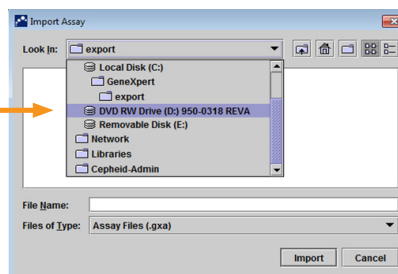 Import Assay
Look In: export
Local Disk (C:)
GeneXpert
export
DVD RW Drive (D:) 950-0318 REVA
Removable Disk (E:)
Network
Libraries
Cepheid-Admin
File Name:
Files of Type: Assay Files (.gxa)
Import Cancel